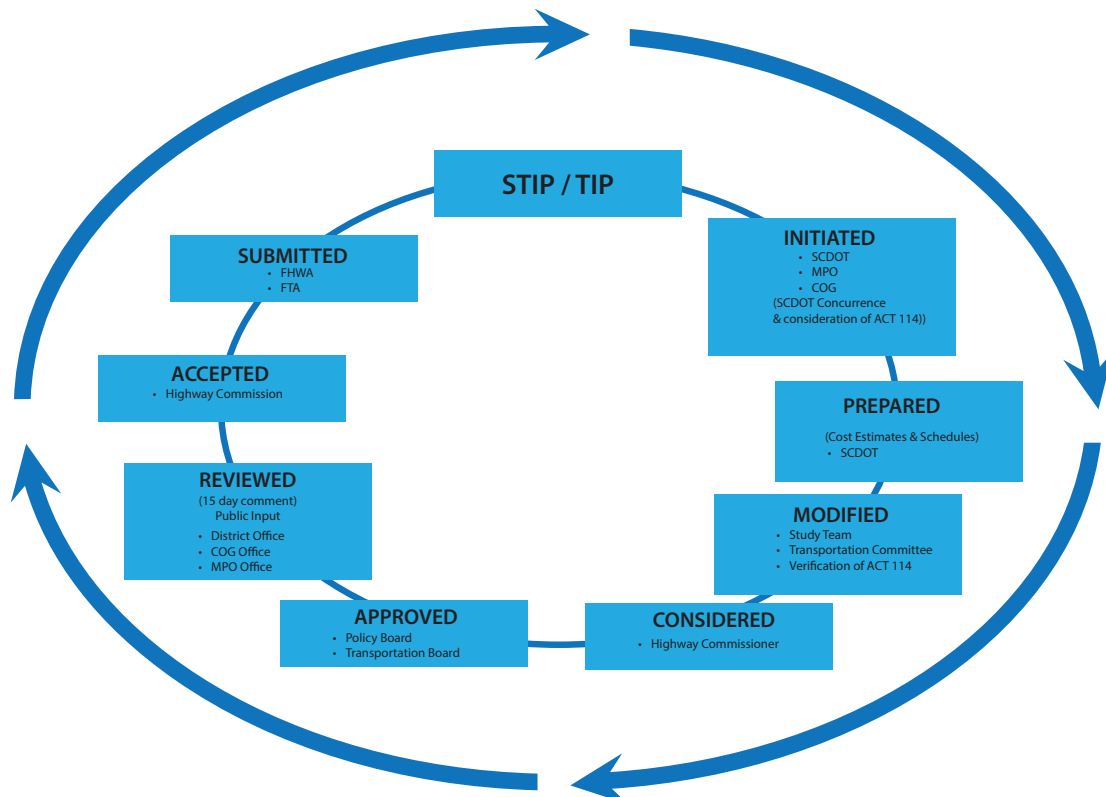 STIP / TIP
INITIATED
• SCDOT
• MPO
• COG
(SCDOT Concurrence
& consideration of ACT 114))
PREPARED
(Cost Estimates & Schedules)
• SCDOT
MODIFIED
• Study Team
• Transportation Committee
• Verification of ACT 114
CONSIDERED
• Highway Commissioner
APPROVED
• Policy Board
• Transportation Board
REVIEWED
(15 day comment)
Public Input
• District Office
• COG Office
• MPO Office
ACCEPTED
• Highway Commission
SUBMITTED
• FHWA
• FTA